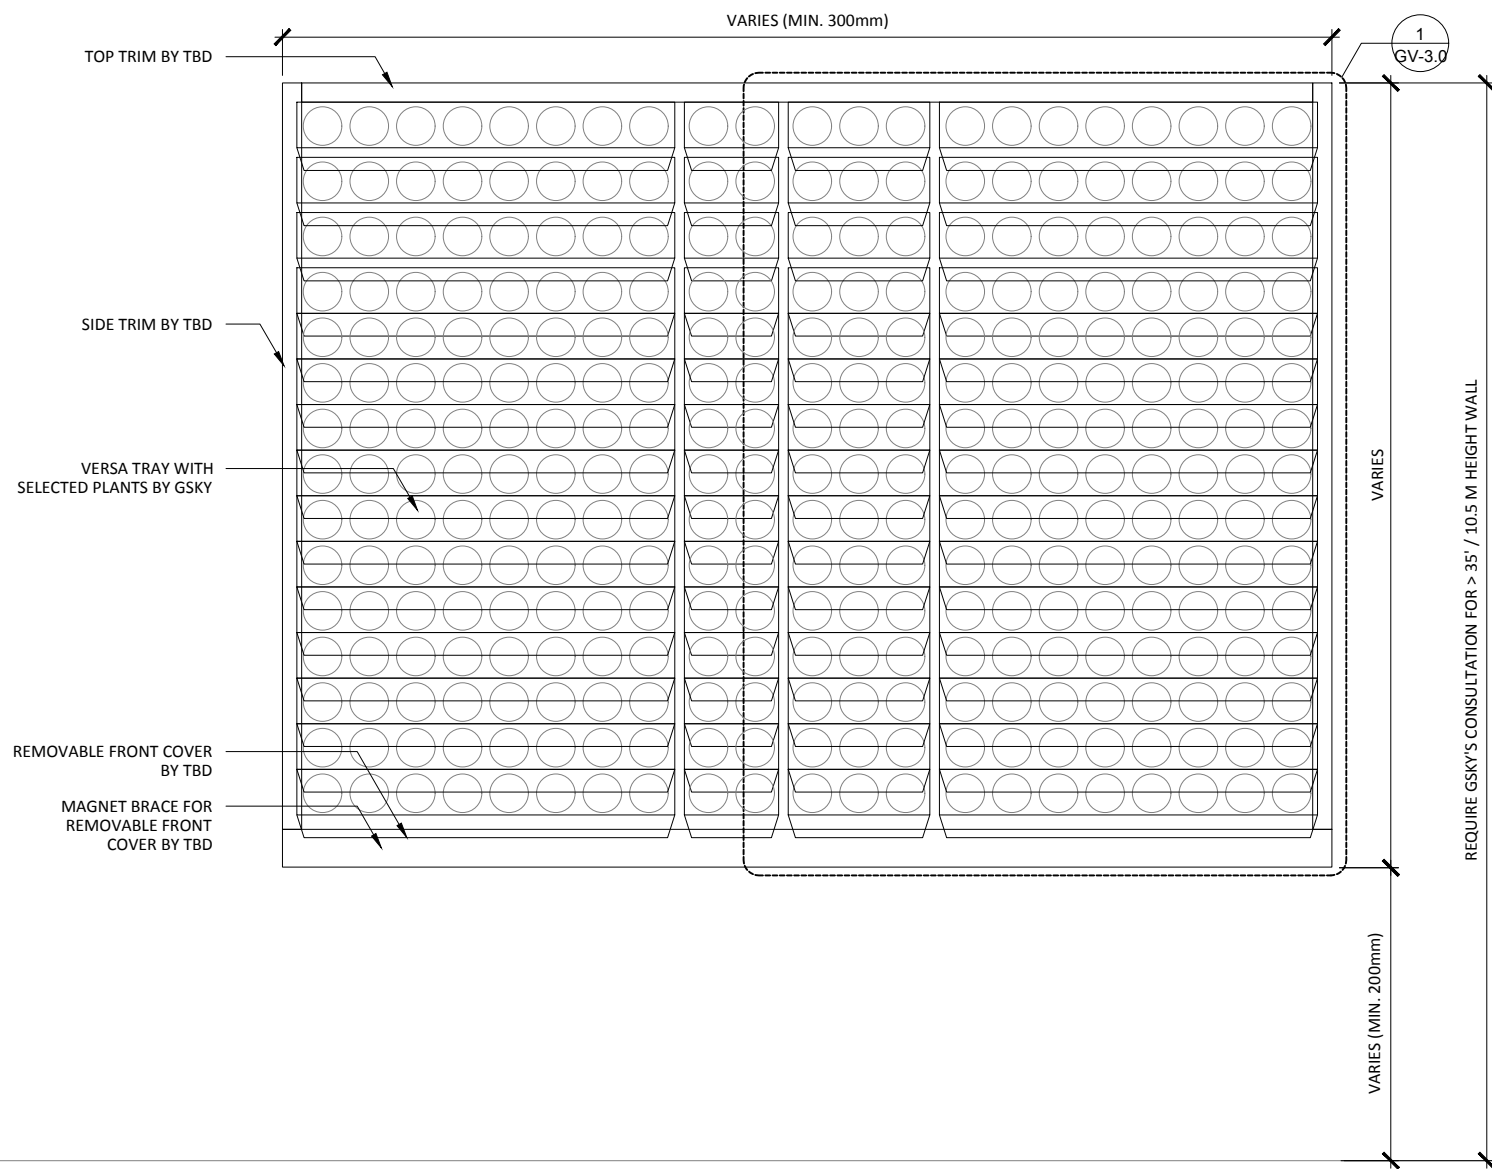 VARIES (MIN. 300mm)
1
GV-3.0
TOP TRIM BY TBD
SIDE TRIM BY TBD
VERSA TRAY WITH
SELECTED PLANTS BY GSKY
REMOVABLE FRONT COVER
BY TBD
MAGNET BRACE FOR
REMOVABLE FRONT
COVER BY TBD
VARIES
REQUIRE GSKY'S CONSULTATION FOR > 35' / 10.5 M HEIGHT WALL
VARIES (MIN. 200mm)